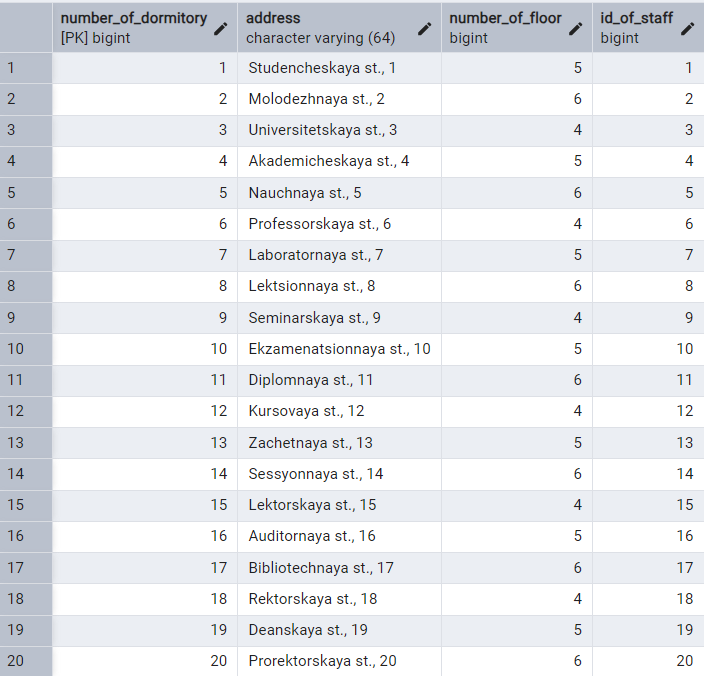 number_of_dormitory address number_of_floor id_of_staff
[PK] bigint character varying (64) bigint bigint
1 1 Studencheskaya st., 1 5 1
2 2 Molodezhnaya st., 2 6 2
3 3 Universitetskaya st., 3 4 3
4 4 Akademicheskaya st., 4 5 4
5 5 Nauchnaya st., 5 6 5
6 6 Professorskaya st., 6 4 6
7 7 Laboratornaya st., 7 5 7
8 8 Lektsionnaya st., 8 6 8
9 9 Seminarskaya st., 9 4 9
10 10 Ekzamenatsionnaya st., 10 5 10
11 11 Diplomnaya st., 11 6 11
12 12 Kursovaya st., 12 4 12
13 13 Zachetnaya st., 13 5 13
14 14 Sessyonnaya st., 14 6 14
15 15 Lektorskaya st., 15 4 15
16 16 Auditornaya st., 16 5 16
17 17 Bibliotechnaya st., 17 6 17
18 18 Rektorskaya st., 18 4 18
19 19 Deanskaya st., 19 5 19
20 20 Prorektorskaya st., 20 6 20